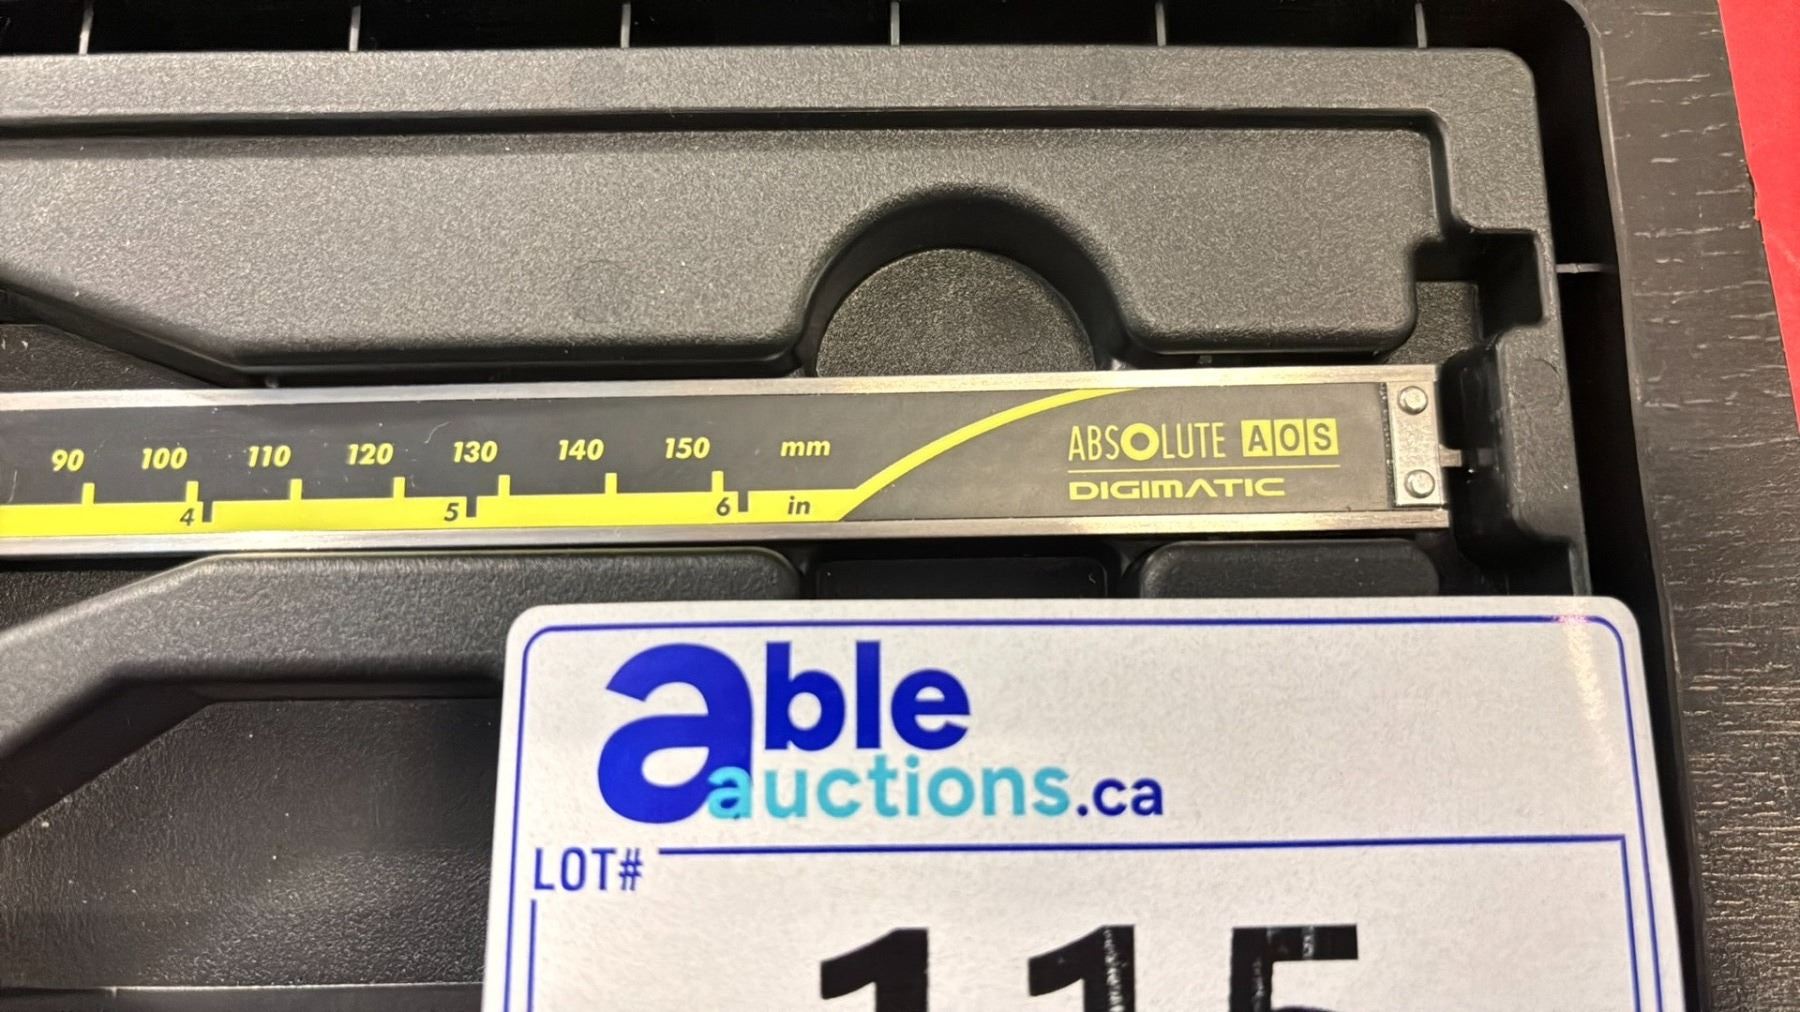 90 100 110 120 130 140 150 mm
4 5 6 in
ABSOLUTE AOS
DIGIMATIC
able
auctions.ca
LOT#
115